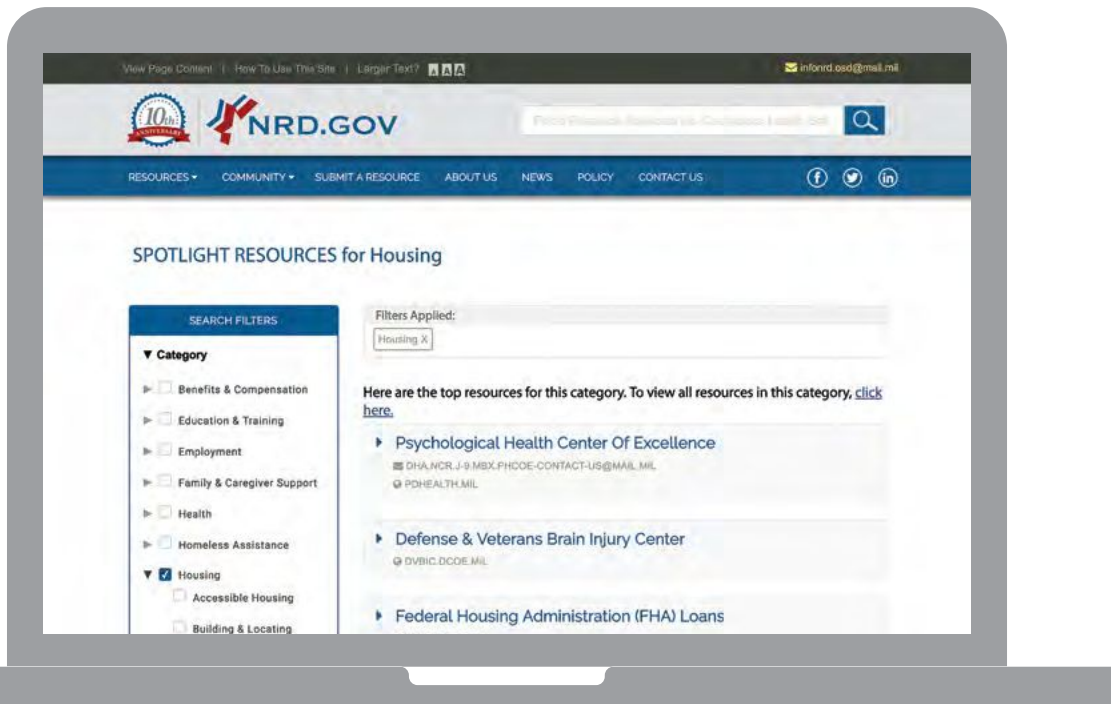 View Page Content | How To Use This Site | Larger Text? A A A
infonrd.osd@mail.mil
10th
ANNIVERSARY
NRD.GOV
RESOURCES COMMUNITY SUBMIT A RESOURCE ABOUT US NEWS POLICY CONTACT US
SPOTLIGHT RESOURCES for Housing
SEARCH FILTERS
▼ Category
Benefits & Compensation
Education & Training
Employment
Family & Caregiver Support
Health
Homeless Assistance
▼ Housing
Accessible Housing
Building & Locating
Filters Applied:
Housing X
Here are the top resources for this category. To view all resources in this category, click
here.
Psychological Health Center Of Excellence
DHA.NCR.J-9.MBX.PHCOE-CONTACT-US@MAIL.MIL
PDHEALTH.MIL
Defense & Veterans Brain Injury Center
DVBIC.DCOE.MIL
Federal Housing Administration (FHA) Loans